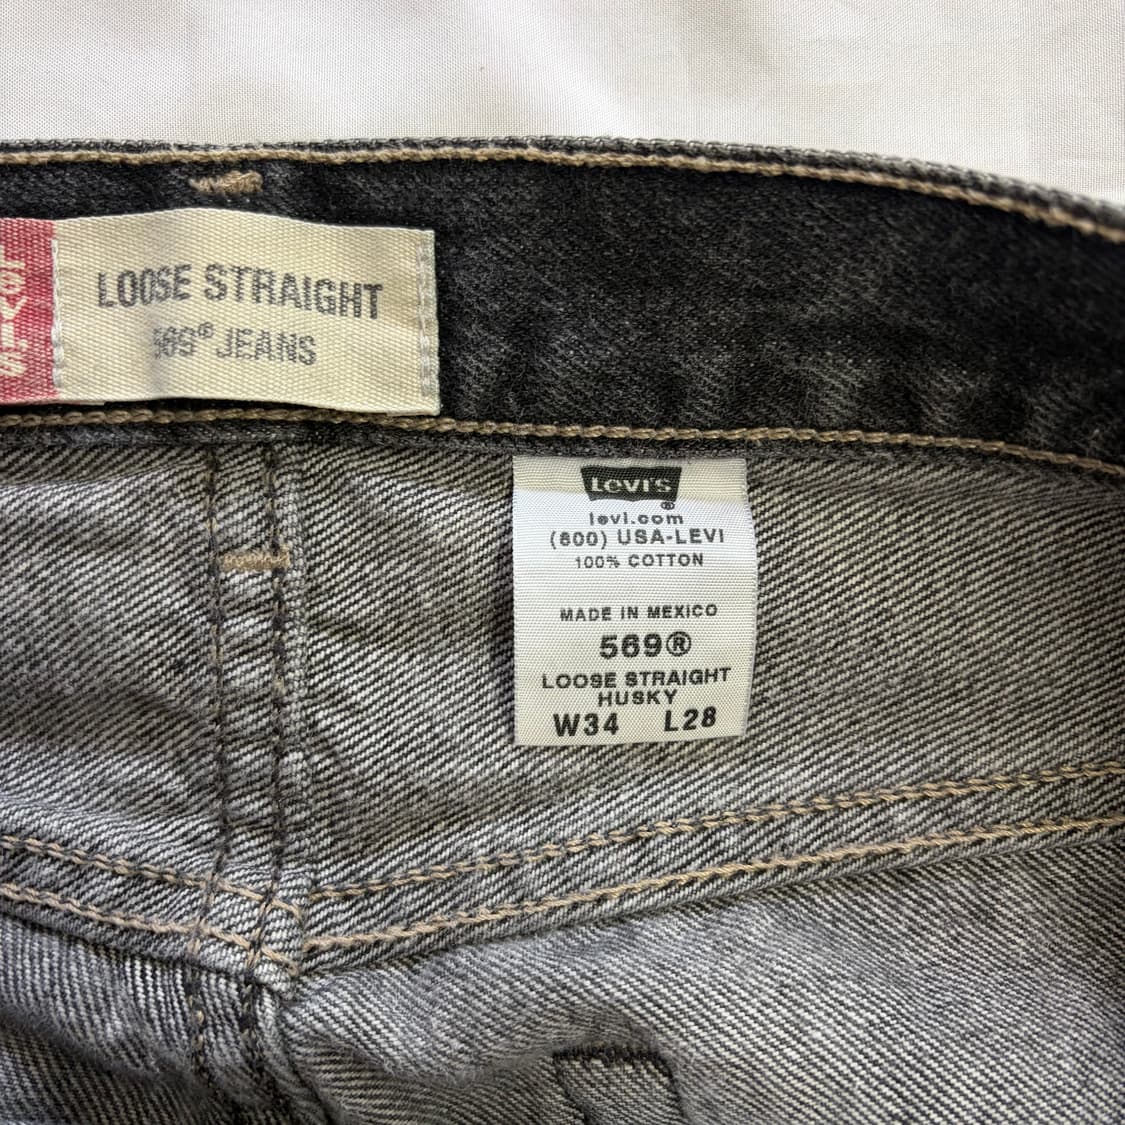 LEVI'S
LOOSE STRAIGHT
569® JEANS
LEVI'S
®
levi.com
(800) USA-LEVI
100% COTTON
MADE IN MEXICO
569®
LOOSE STRAIGHT
HUSKY
W34 L28